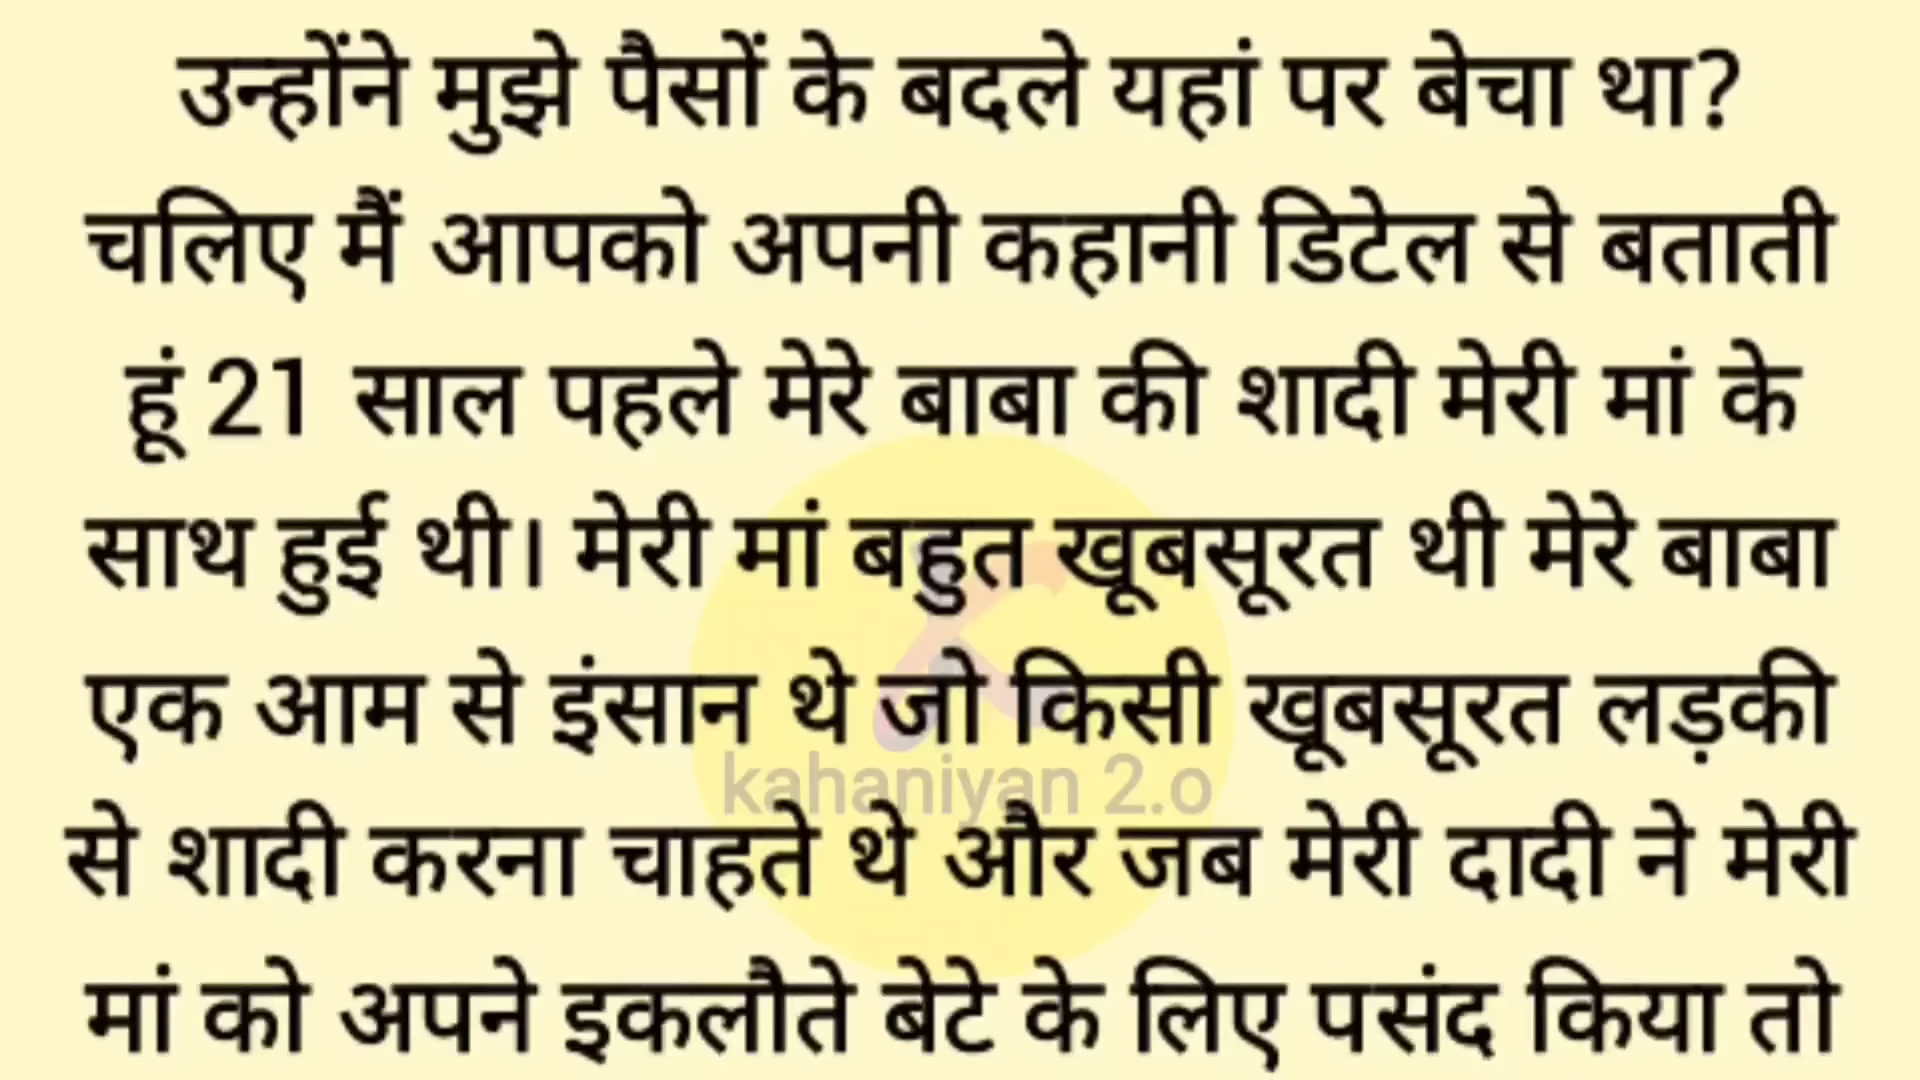 उन्होंने मुझे पैसों के बदले यहां पर बेचा था?
चलिए मैं आपको अपनी कहानी डिटेल से बताती
हूं 21 साल पहले मेरे बाबा की शादी मेरी मां के
साथ हुई थी। मेरी मां बहुत खूबसूरत थी मेरे बाबा
एक आम से इंसान थे जो किसी खूबसूरत लड़की
kahaniyan 2.o
से शादी करना चाहते थे और जब मेरी दादी ने मेरी
मां को अपने इकलौते बेटे के लिए पसंद किया तो